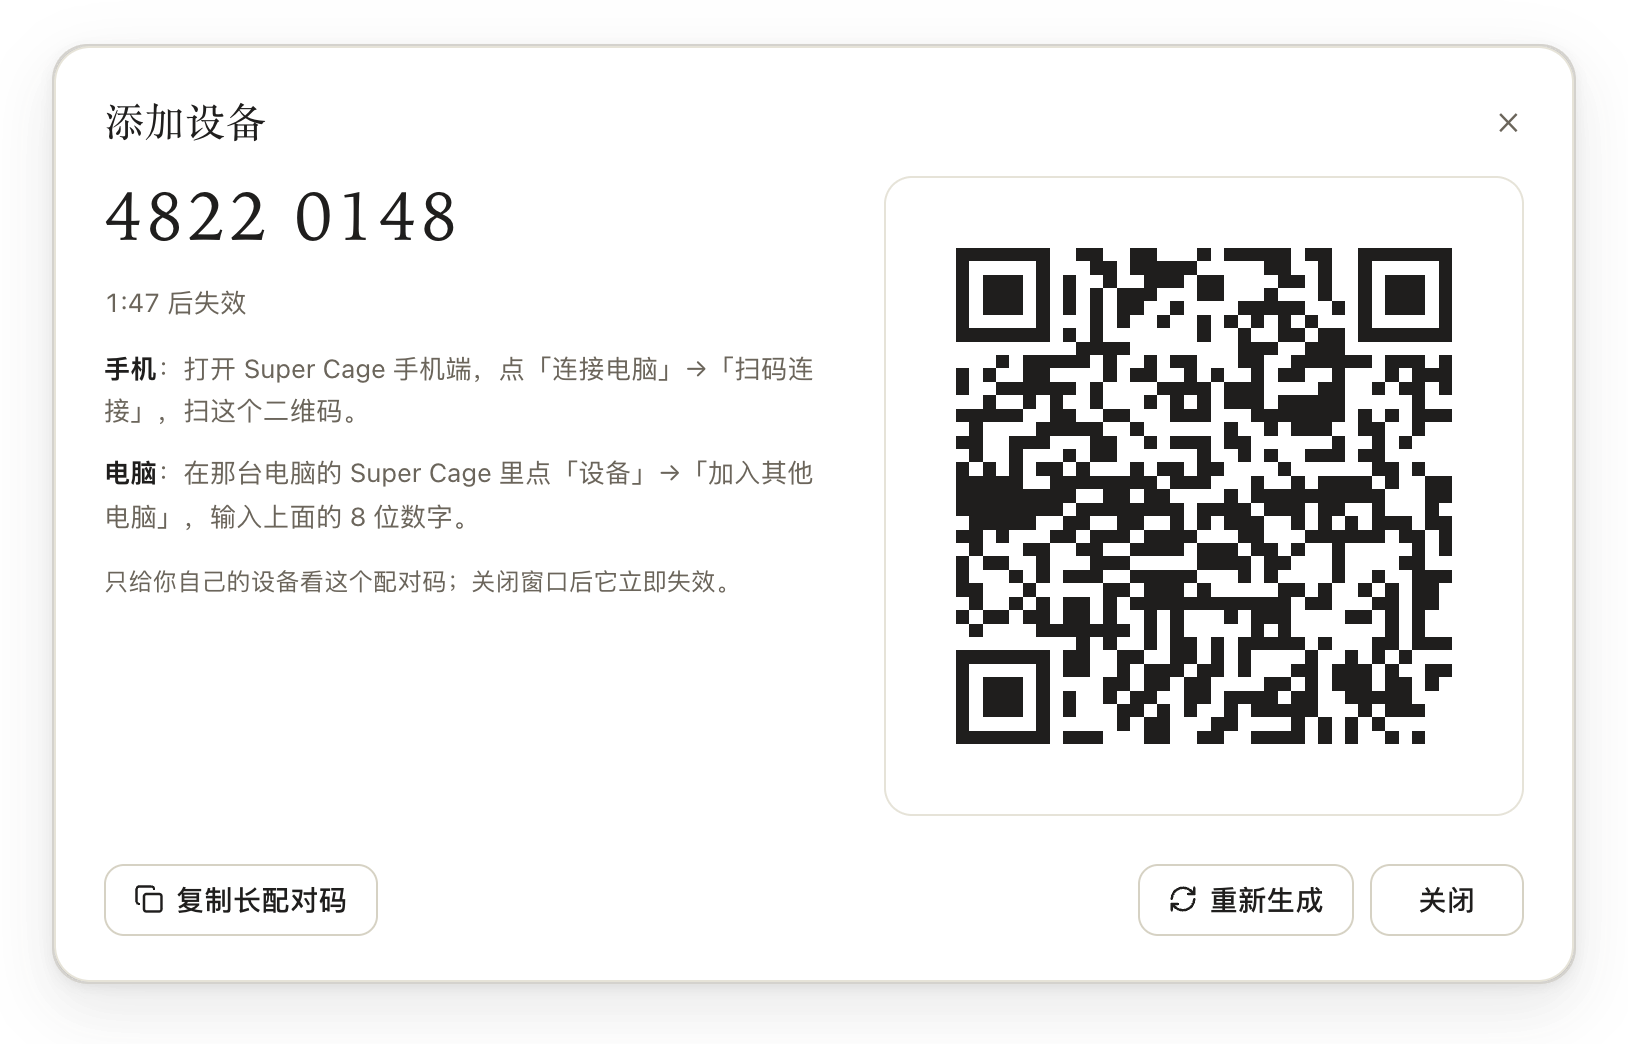 添加设备
4822 0148
1:47 后失效
手机：打开 Super Cage 手机端，点「连接电脑」→「扫码连
接」，扫这个二维码。
电脑：在那台电脑的 Super Cage 里点「设备」→「加入其他
电脑」，输入上面的 8 位数字。
只给你自己的设备看这个配对码；关闭窗口后它立即失效。
复制长配对码
重新生成
关闭